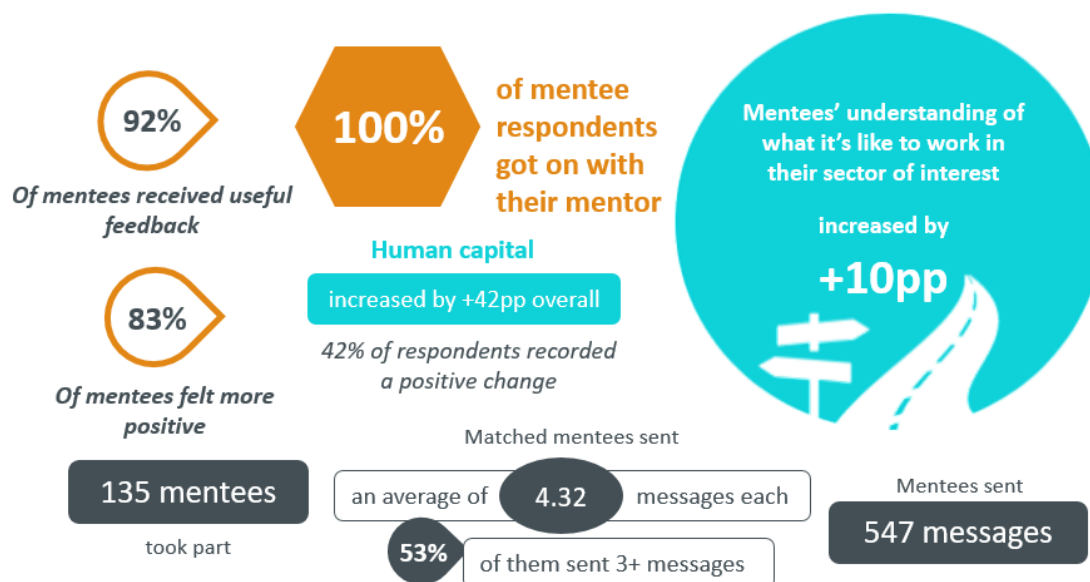 92%
Of mentees received useful
feedback
83%
Of mentees felt more
positive
100%
of mentee
respondents
got on with
their mentor
Human capital
increased by +42pp overall
42% of respondents recorded
a positive change
Mentees’ understanding of
what it’s like to work in
their sector of interest
increased by
+10pp
135 mentees
took part
Matched mentees sent
an average of 4.32 messages each
53% of them sent 3+ messages
Mentees sent
547 messages